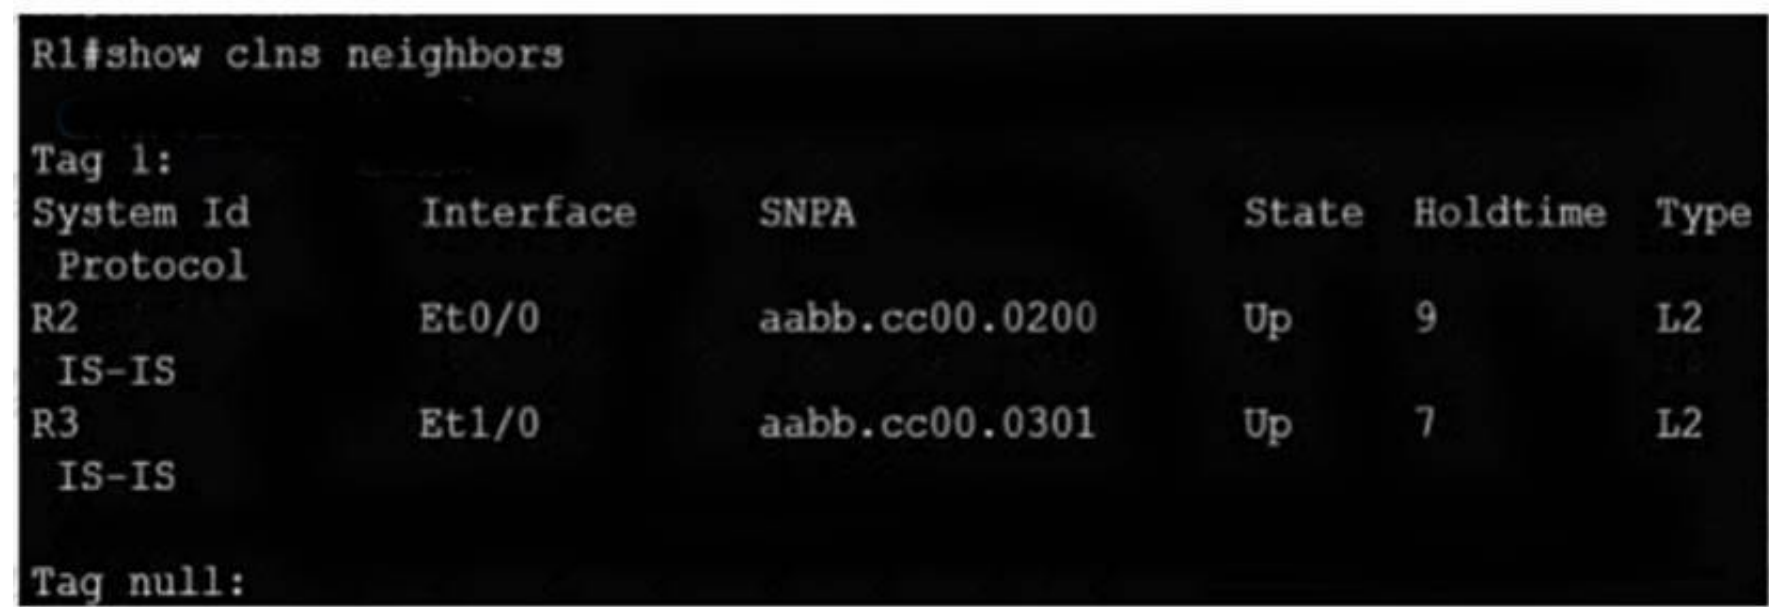 R1#show clns neighbors
Tag 1:
System Id Interface SNPA State Holdtime Type
Protocol
R2 Et0/0 aabb.cc00.0200 Up 9 L2
IS-IS
R3 Et1/0 aabb.cc00.0301 Up 7 L2
IS-IS
Tag null: